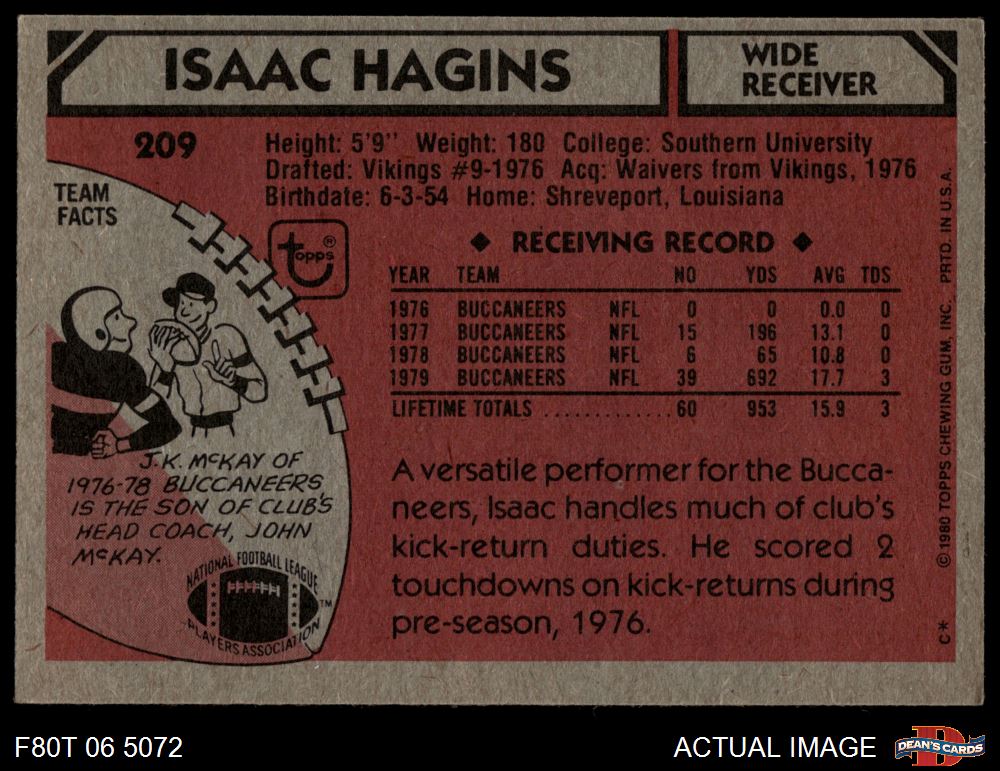 ISAAC HAGINS
WIDE
RECEIVER
209
Height: 5'9" Weight: 180 College: Southern University
Drafted: Vikings #9-1976 Acq: Waivers from Vikings, 1976
Birthdate: 6-3-54 Home: Shreveport, Louisiana
TEAM
FACTS
topps ®
◆ RECEIVING RECORD ◆
YEAR TEAM NO YDS AVG TDS
1976 BUCCANEERS NFL 0 0 0.0 0
1977 BUCCANEERS NFL 15 196 13.1 0
1978 BUCCANEERS NFL 6 65 10.8 0
1979 BUCCANEERS NFL 39 692 17.7 3
LIFETIME TOTALS ............. 60 953 15.9 3
J.K. McKAY OF
1976-78 BUCCANEERS
IS THE SON OF CLUB'S
HEAD COACH, JOHN
McKAY.
NATIONAL FOOTBALL LEAGUE
PLAYERS ASSOCIATION
TM
A versatile performer for the Bucca-
neers, Isaac handles much of club's
kick-return duties. He scored 2
touchdowns on kick-returns during
pre-season, 1976.
C* © 1980 TOPPS CHEWING GUM, INC. PRTD. IN U.S.A.
F80T 06 5072
ACTUAL IMAGE
D
DEAN'S CARDS